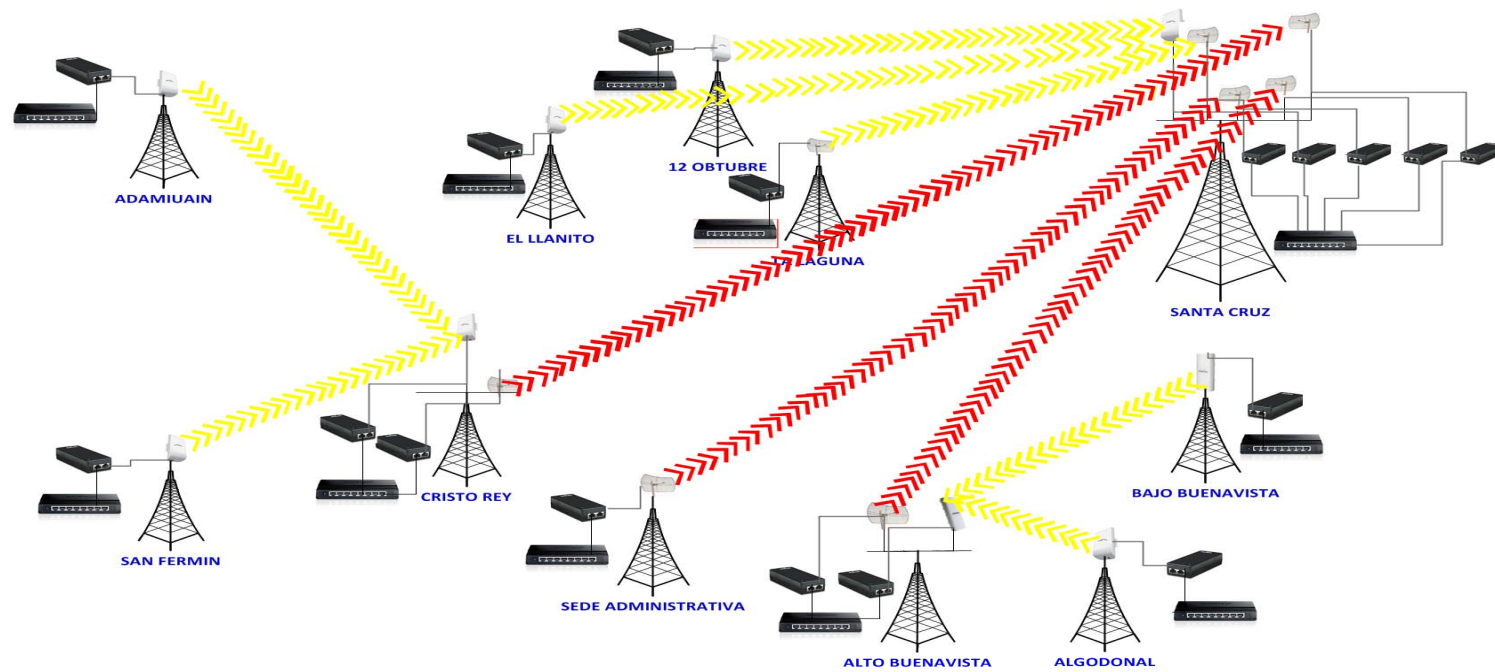 12 OBTUBRE
ADAMIUAIN
EL LLANITO
LA LAGUNA
SANTA CRUZ
BAJO BUENAVISTA
CRISTO REY
SAN FERMIN
SEDE ADMINISTRATIVA
ALTO BUENAVISTA
ALGODONAL